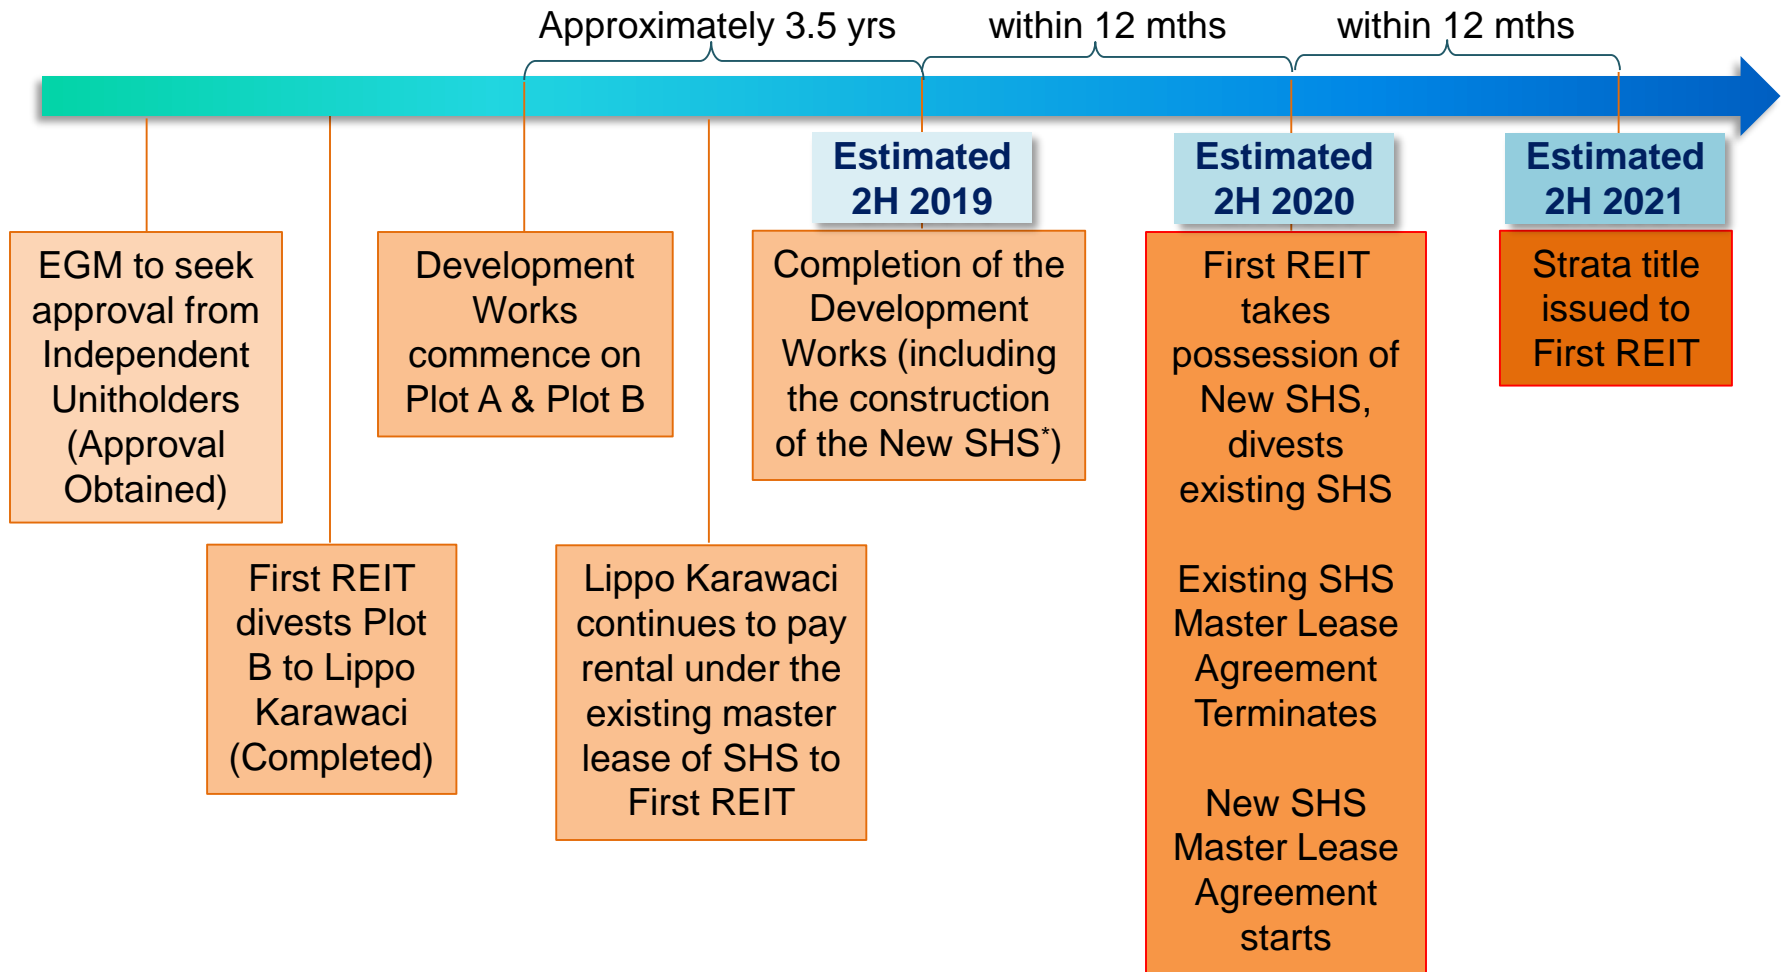 Approximately 3.5 yrs
within 12 mths
within 12 mths
Estimated
2H 2019
Estimated
2H 2020
Estimated
2H 2021
EGM to seek
approval from
Independent
Unitholders
(Approval
Obtained)
First REIT
divests Plot
B to Lippo
Karawaci
(Completed)
Development
Works
commence on
Plot A & Plot B
Lippo Karawaci
continues to pay
rental under the
existing master
lease of SHS to
First REIT
Completion of the
Development
Works (including
the construction
of the New SHS*)
First REIT
takes
possession of
New SHS,
divests
existing SHS
Existing SHS
Master Lease
Agreement
Terminates
New SHS
Master Lease
Agreement
starts
Strata title
issued to
First REIT